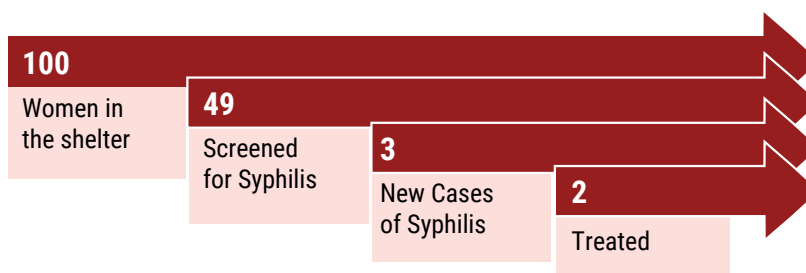 100
Women in
the shelter
49
Screened
for Syphilis
3
New Cases
of Syphilis
2
Treated